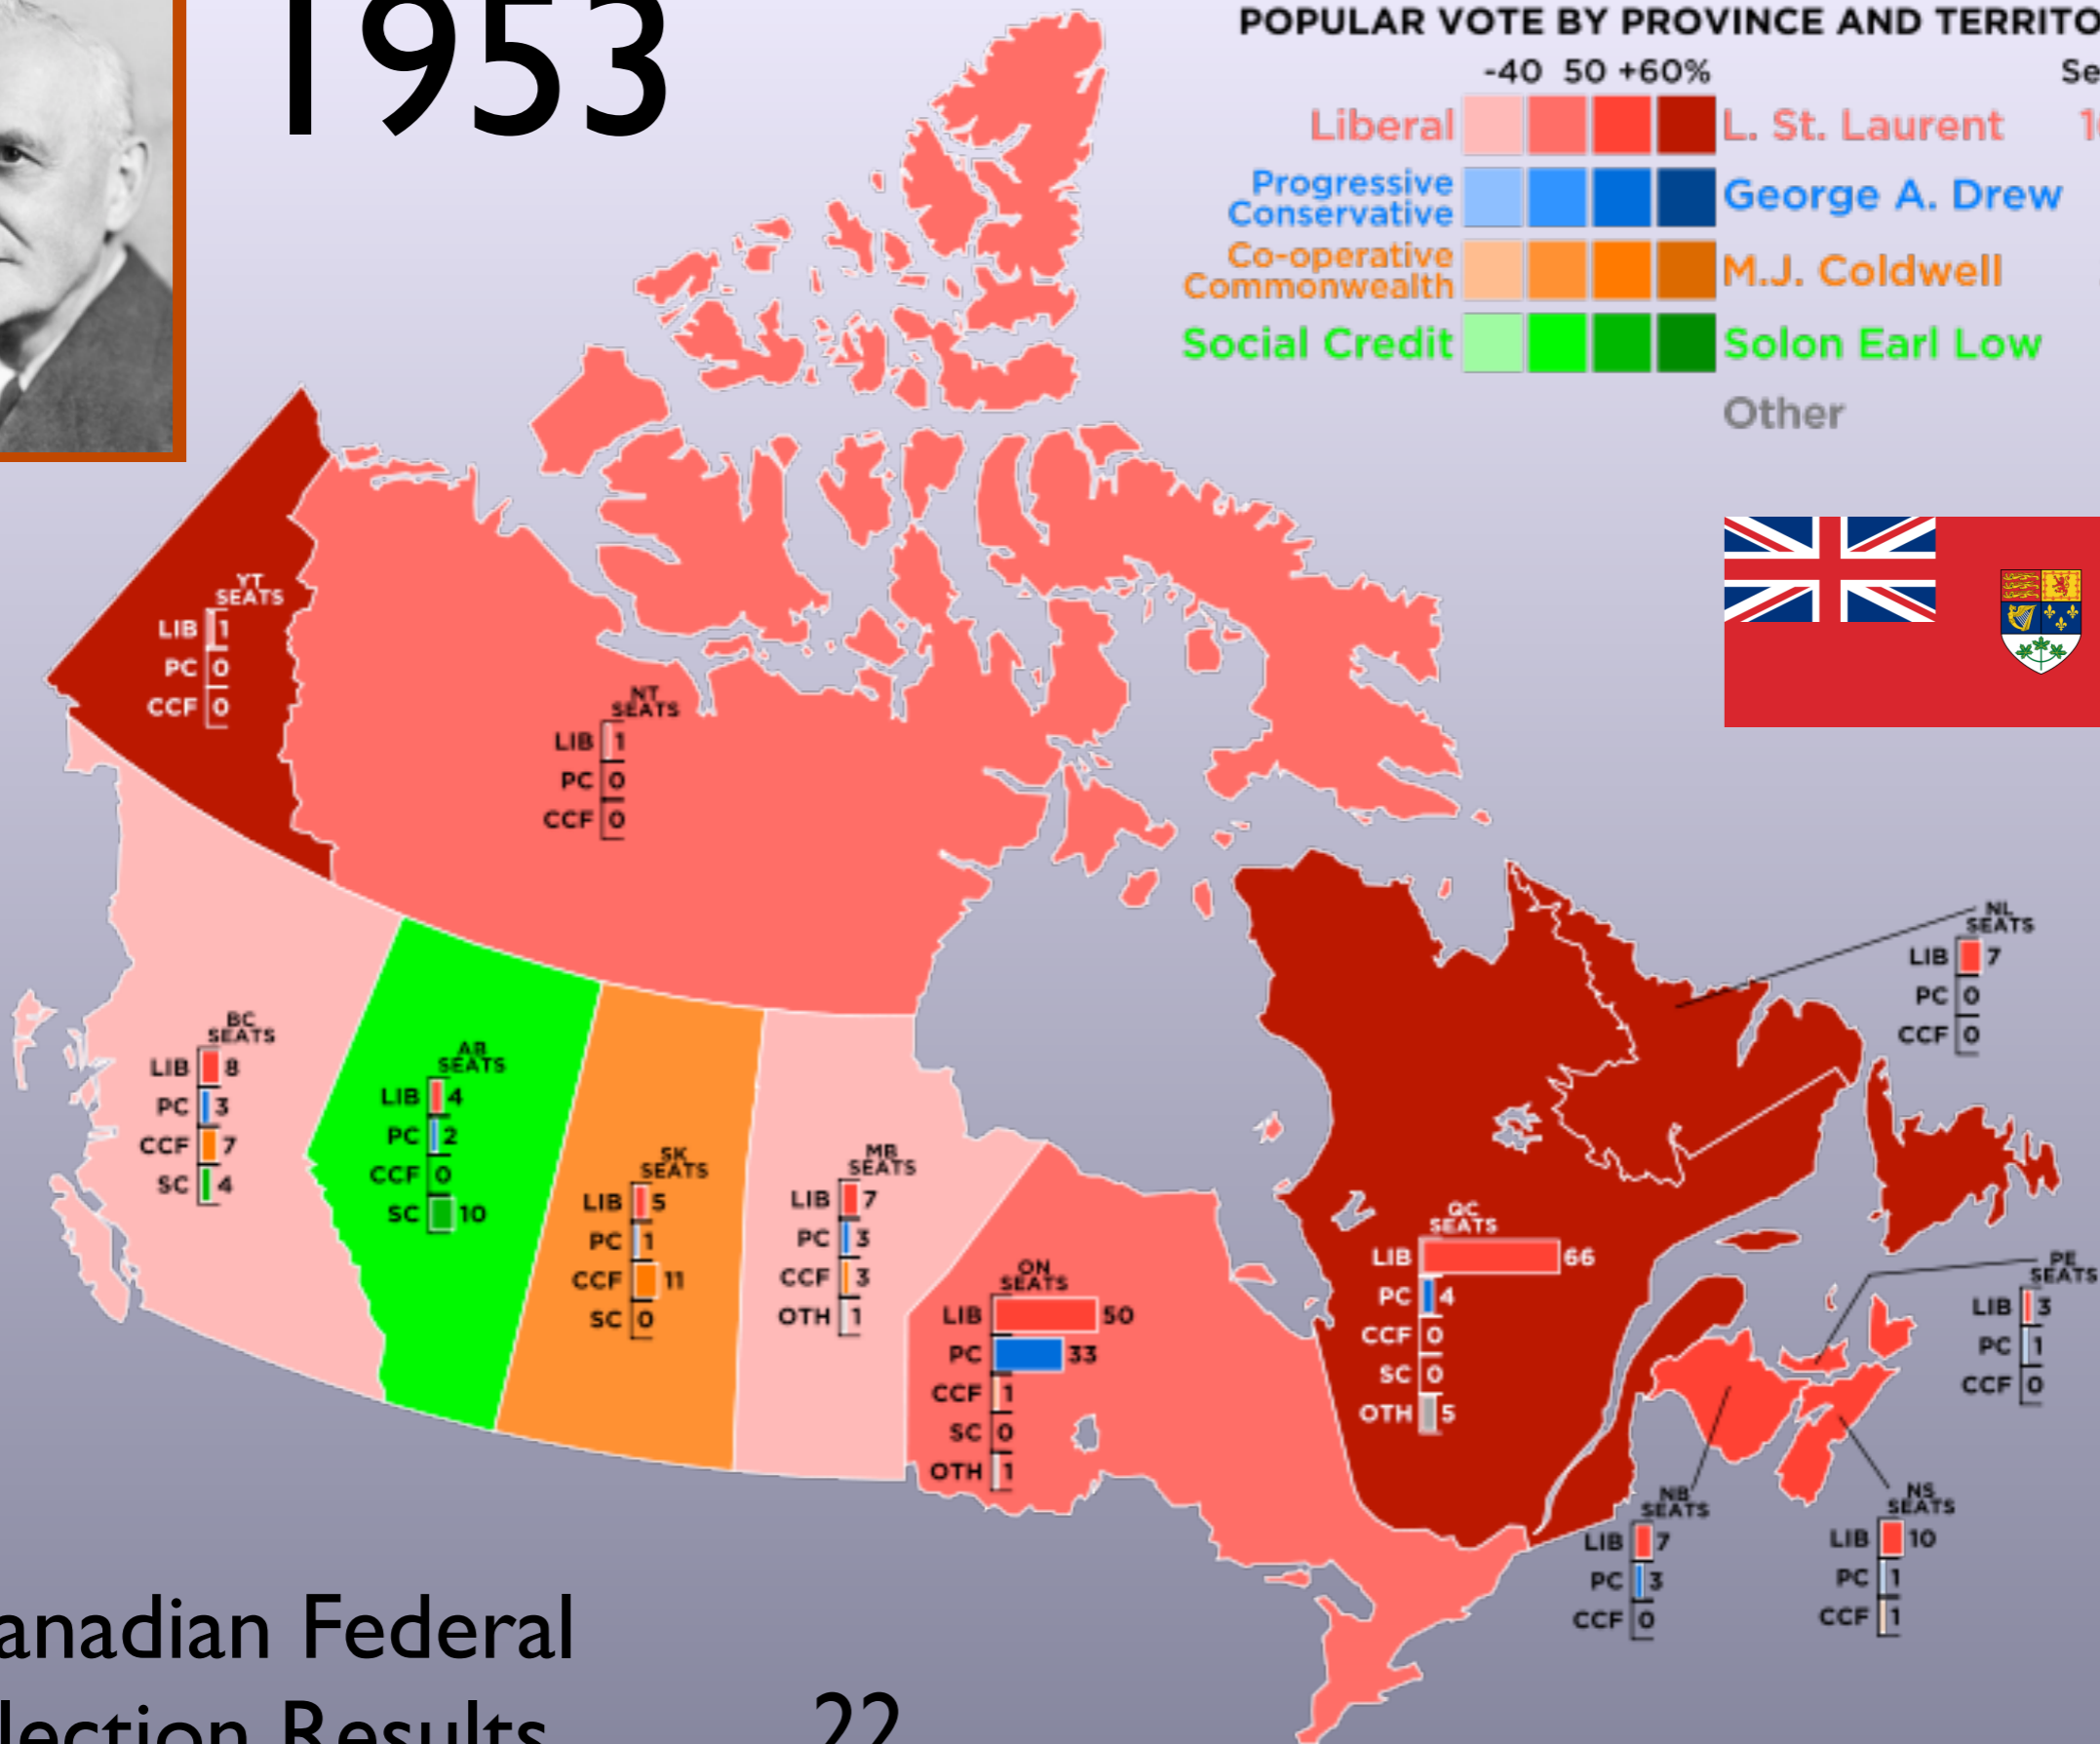 1953
POPULAR VOTE BY PROVINCE AND TERRITO
-40 50 +60%
Se
Liberal
L. St. Laurent
1
Progressive
Conservative
George A. Drew
Co-operative
Commonwealth
M.J. Coldwell
Social Credit
Solon Earl Low
Other
YT
SEATS
LIB 1
PC 0
CCF 0
NT
SEATS
LIB 1
PC 0
CCF 0
NL
SEATS
LIB 7
PC 0
CCF 0
BC
SEATS
LIB 8
PC 3
CCF 7
SC 4
AB
SEATS
LIB 4
PC 2
CCF 0
SC 10
SK
SEATS
LIB 5
PC 1
CCF 11
SC 0
MB
SEATS
LIB 7
PC 3
CCF 3
OTH 1
ON
SEATS
LIB 50
PC 33
CCF 1
SC 0
OTH 1
QC
SEATS
LIB 66
PC 4
CCF 0
SC 0
OTH 5
PE
SEATS
LIB 3
PC 1
CCF 0
NB
SEATS
LIB 7
PC 3
CCF 0
NS
SEATS
LIB 10
PC 1
CCF 1
anadian Federal
lection Results
22